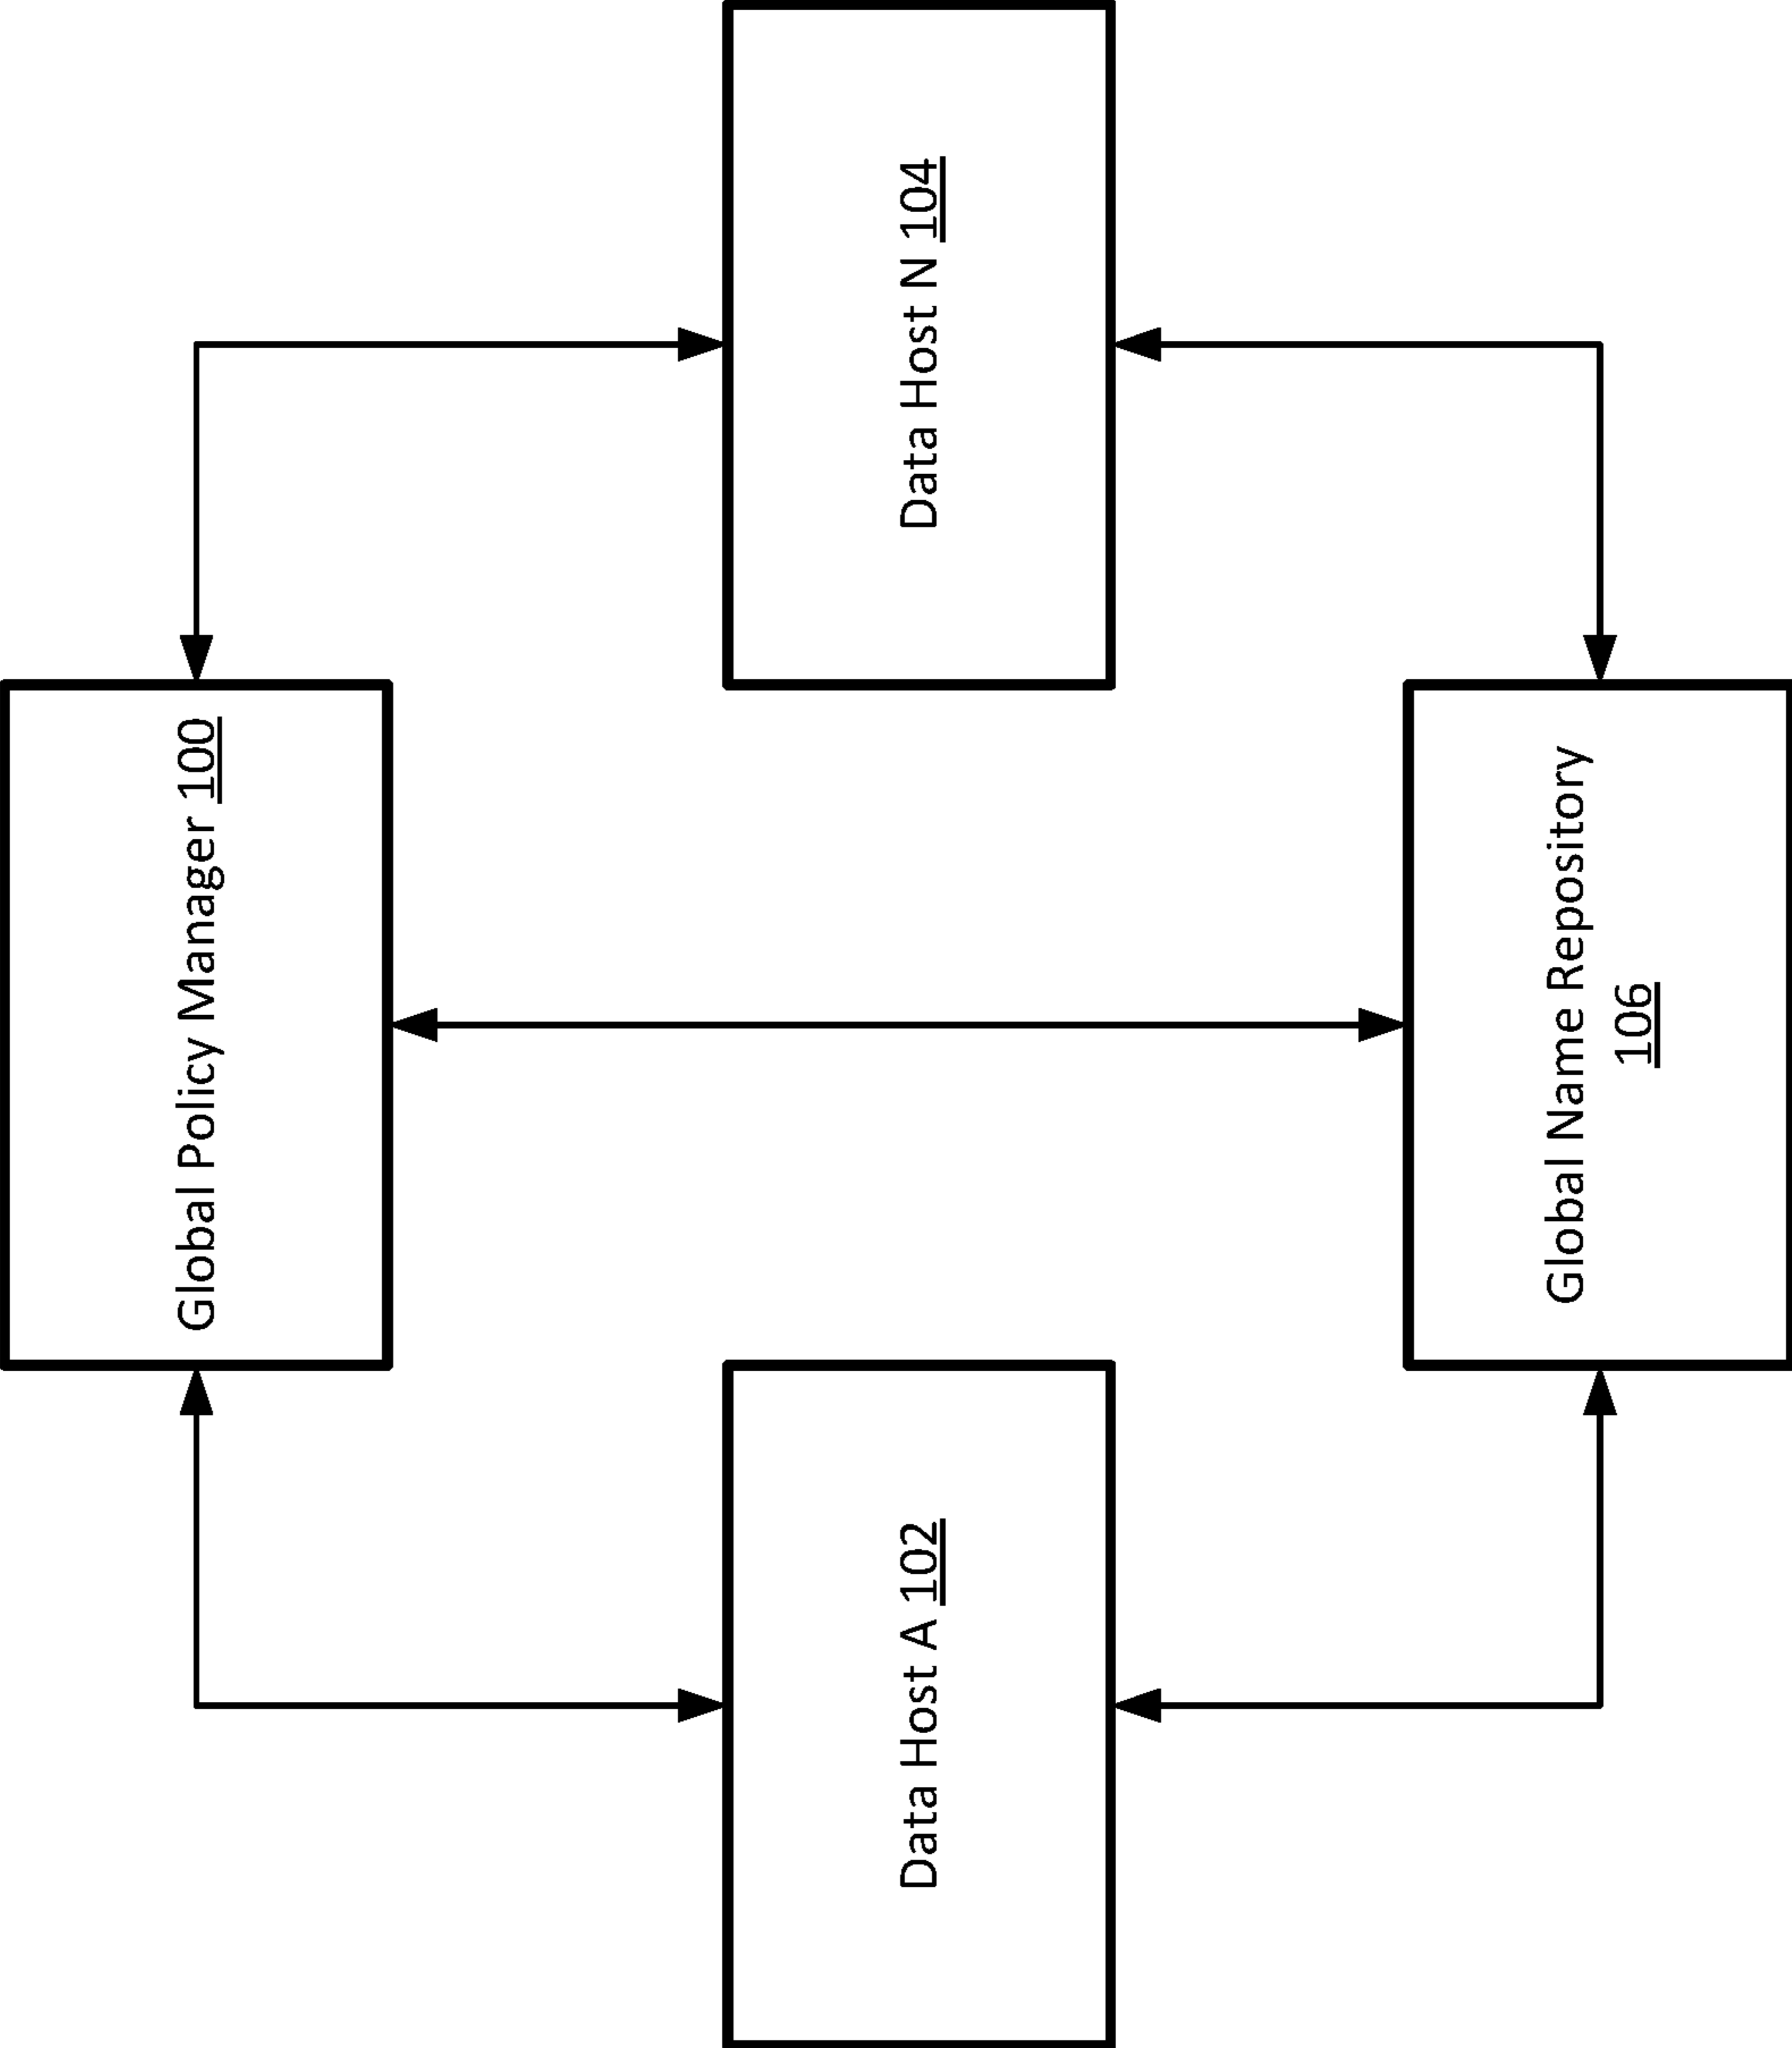 Global Policy Manager 100
Data Host A 102
Data Host N 104
Global Name Repository
106